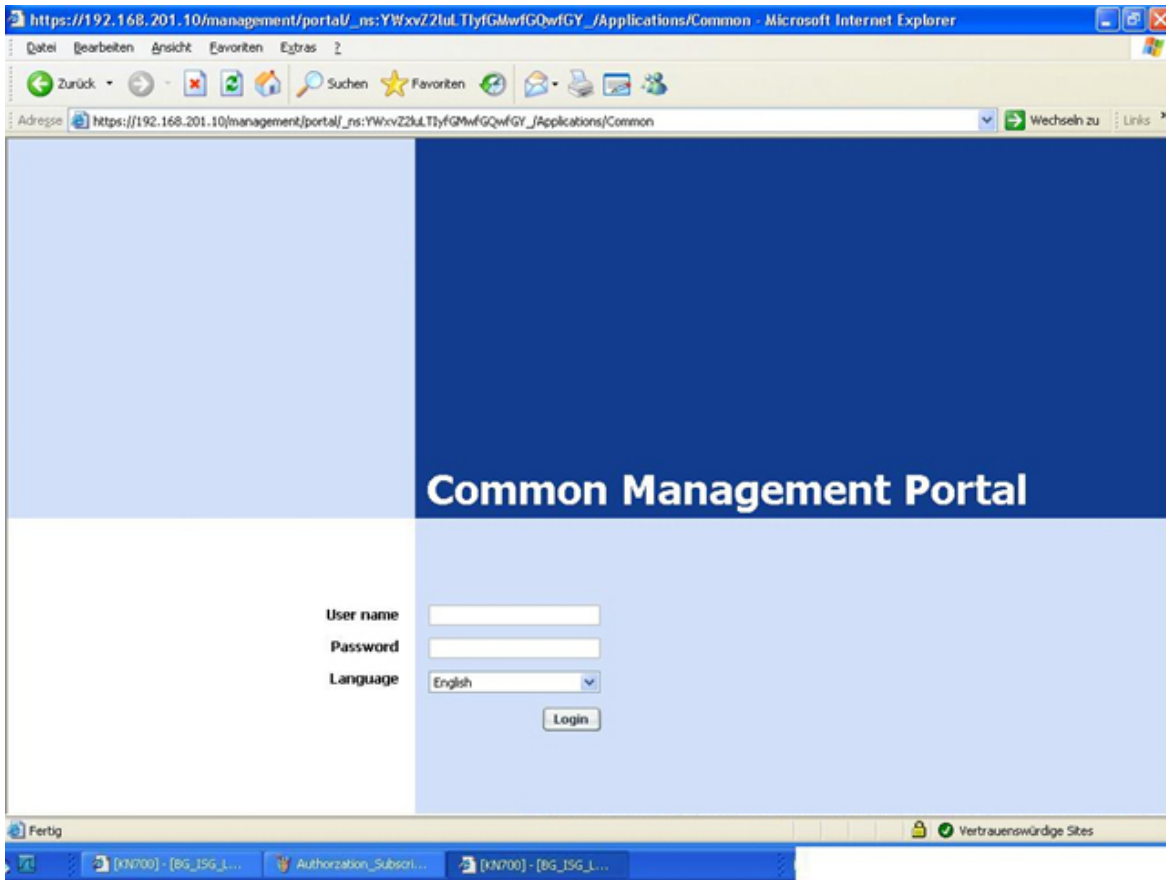 https://192.168.201.10/management/portal/_ns:YWxvZ2luLTIyfGMwfGQwfGY_/Applications/Common - Microsoft Internet Explorer
Datei Bearbeiten Ansicht Favoriten Extras ?
Zurück Suchen Favoriten
Adresse https://192.168.201.10/management/portal/_ns:YWxvZ2luLTIyfGMwfGQwfGY_/Applications/Common Wechseln zu Links
Common Management Portal
User name
Password
Language English
Login
Fertig Vertrauenswürdige Sites
[KN700] - [BG_ISG_L... Authorzation_Subscri... [KN700] - [BG_ISG_L...